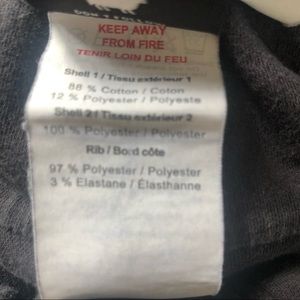 KEEP AWAY
FROM FIRE
TENIR LOIN DU FEU
Shell 1 / Tissu extérieur 1
88 % Cotton / Coton
12 % Polyester / Polyeste
Shell 2 / Tissu extérieur 2
100 % Polyester / Polyester
Rib / Bord côte
97 % Polyester / Polyester
3 % Elastane / Élasthanne